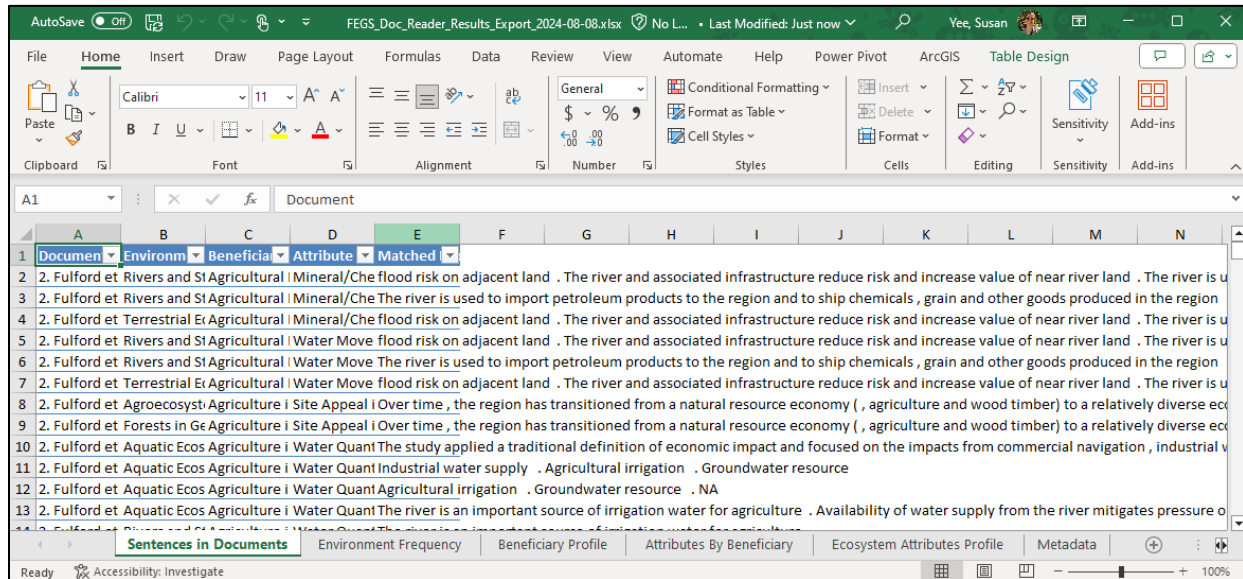 AutoSave Off FEGS_Doc_Reader_Results_Export_2024-08-08.xlsx No L... • Last Modified: Just now Yee, Susan
File Home Insert Draw Page Layout Formulas Data Review View Automate Help Power Pivot ArcGIS Table Design
Calibri 11 A A General Conditional Formatting Insert
Paste B I U A ab $ % 9 Format as Table Delete Sensitivity Add-ins
.00 .00 Cell Styles Format
Clipboard Font Alignment Number Styles Cells Editing Sensitivity Add-ins
A1 fx Document
A B C D E F G H I J K L M N
1 Documen Environm Beneficia Attribute Matched
2 2. Fulford et Rivers and St Agricultural Mineral/Che flood risk on adjacent land . The river and associated infrastructure reduce risk and increase value of near river land . The river is u
3 2. Fulford et Rivers and St Agricultural Mineral/Che The river is used to import petroleum products to the region and to ship chemicals , grain and other goods produced in the region
4 2. Fulford et Terrestrial Ec Agricultural Mineral/Che flood risk on adjacent land . The river and associated infrastructure reduce risk and increase value of near river land . The river is u
5 2. Fulford et Rivers and St Agricultural Water Move flood risk on adjacent land . The river and associated infrastructure reduce risk and increase value of near river land . The river is u
6 2. Fulford et Rivers and St Agricultural Water Move The river is used to import petroleum products to the region and to ship chemicals , grain and other goods produced in the region
7 2. Fulford et Terrestrial Ec Agricultural Water Move flood risk on adjacent land . The river and associated infrastructure reduce risk and increase value of near river land . The river is u
8 2. Fulford et Agroecosyst Agriculture i Site Appeal i Over time , the region has transitioned from a natural resource economy ( , agriculture and wood timber) to a relatively diverse eco
9 2. Fulford et Forests in Ge Agriculture i Site Appeal i Over time , the region has transitioned from a natural resource economy ( , agriculture and wood timber) to a relatively diverse eco
10 2. Fulford et Aquatic Ecos Agriculture i Water Quant The study applied a traditional definition of economic impact and focused on the impacts from commercial navigation , industrial v
11 2. Fulford et Aquatic Ecos Agriculture i Water Quant Industrial water supply . Agricultural irrigation . Groundwater resource
12 2. Fulford et Aquatic Ecos Agriculture i Water Quant Agricultural irrigation . Groundwater resource . NA
13 2. Fulford et Aquatic Ecos Agriculture i Water Quant The river is an important source of irrigation water for agriculture . Availability of water supply from the river mitigates pressure o
Sentences in Documents Environment Frequency Beneficiary Profile Attributes By Beneficiary Ecosystem Attributes Profile Metadata
Ready Accessibility: Investigate 100%